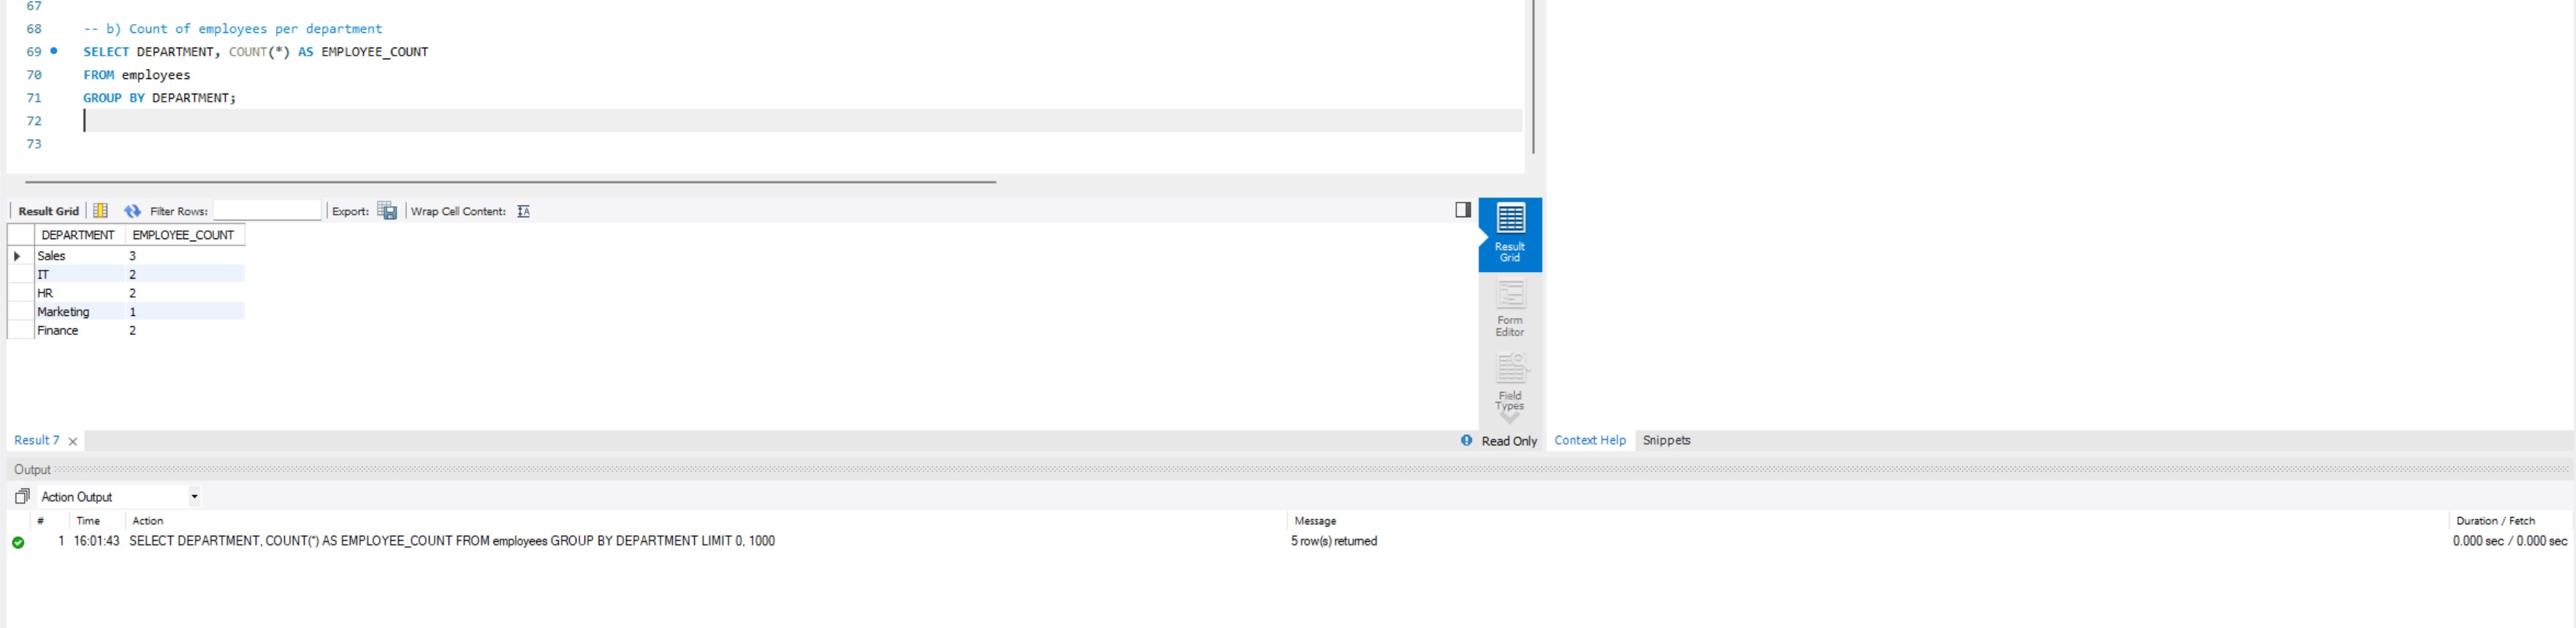 67
68 -- b) Count of employees per department
69 SELECT DEPARTMENT, COUNT(*) AS EMPLOYEE_COUNT
70 FROM employees
71 GROUP BY DEPARTMENT;
72
73
Result Grid Filter Rows: Export: Wrap Cell Content:
DEPARTMENT EMPLOYEE_COUNT
Sales 3
IT 2
HR 2
Marketing 1
Finance 2
Result
Grid
Form
Editor
Field
Types
Result 7 Read Only Context Help Snippets
Output
Action Output
# Time Action Message Duration / Fetch
1 16:01:43 SELECT DEPARTMENT, COUNT(*) AS EMPLOYEE_COUNT FROM employees GROUP BY DEPARTMENT LIMIT 0, 1000 5 row(s) returned 0.000 sec / 0.000 sec